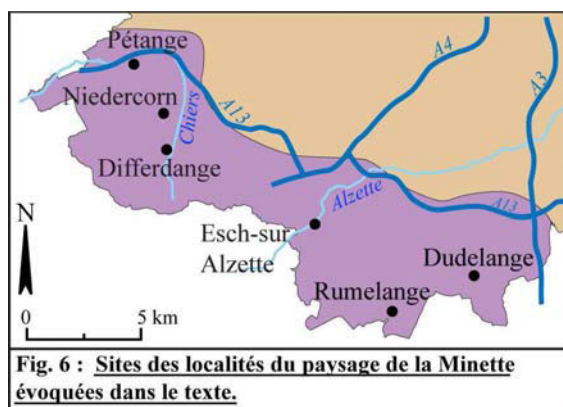 Pétange
A4
A3
Niedercorn
Chiers
A13
Differdange
Alzette
N
Esch-sur
Alzette
A13
Dudelange
Rumelange
0 5 km
Fig. 6 : Sites des localités du paysage de la Minette
évoquées dans le texte.